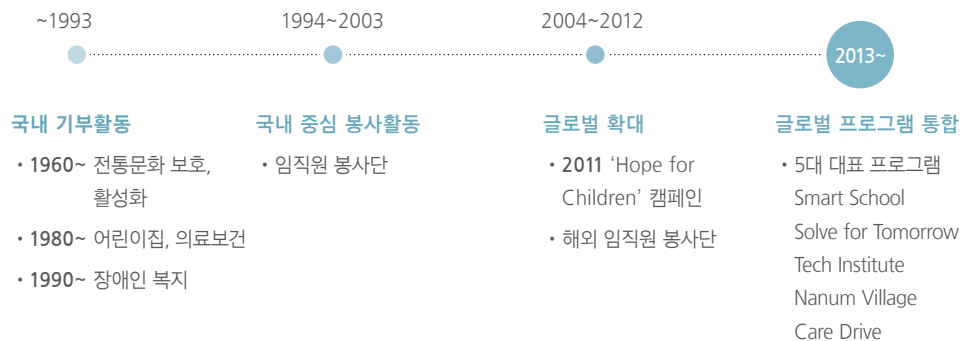 ~1993
1994~2003
2004~2012
2013~
국내 기부활동
• 1960~ 전통문화 보호,
활성화
• 1980~ 어린이집, 의료보건
• 1990~ 장애인 복지
국내 중심 봉사활동
• 임직원 봉사단
글로벌 확대
• 2011 ‘Hope for
Children’ 캠페인
• 해외 임직원 봉사단
글로벌 프로그램 통합
• 5대 대표 프로그램
Smart School
Solve for Tomorrow
Tech Institute
Nanum Village
Care Drive